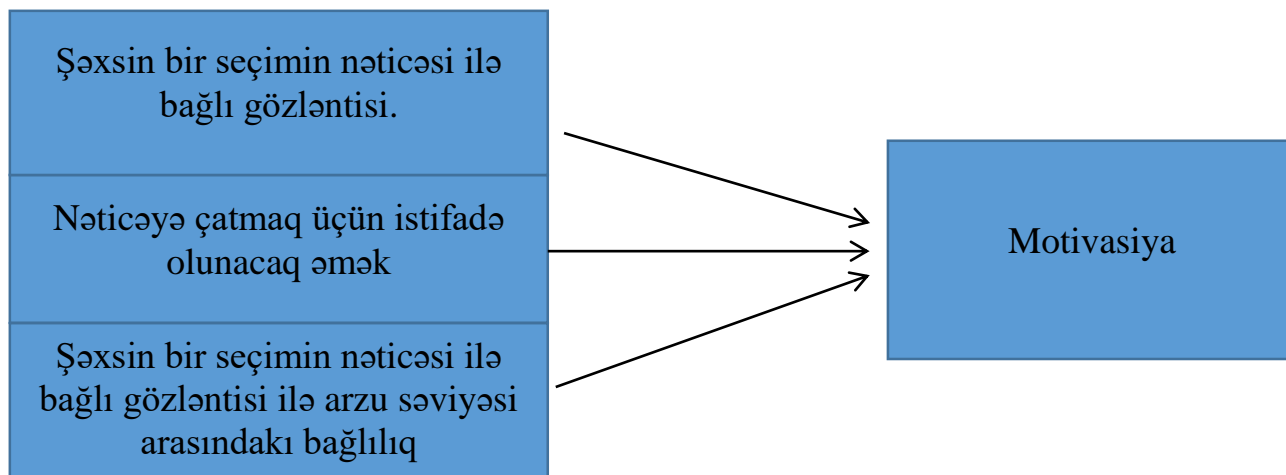 Şəxsin bir seçimin nəticəsi ilə
bağlı gözləntisi.
Nəticəyə çatmaq üçün istifadə
olunacaq əmək
Şəxsin bir seçimin nəticəsi ilə
bağlı gözləntisi ilə arzu səviyəsi
arasındakı bağlılıq
Motivasiya